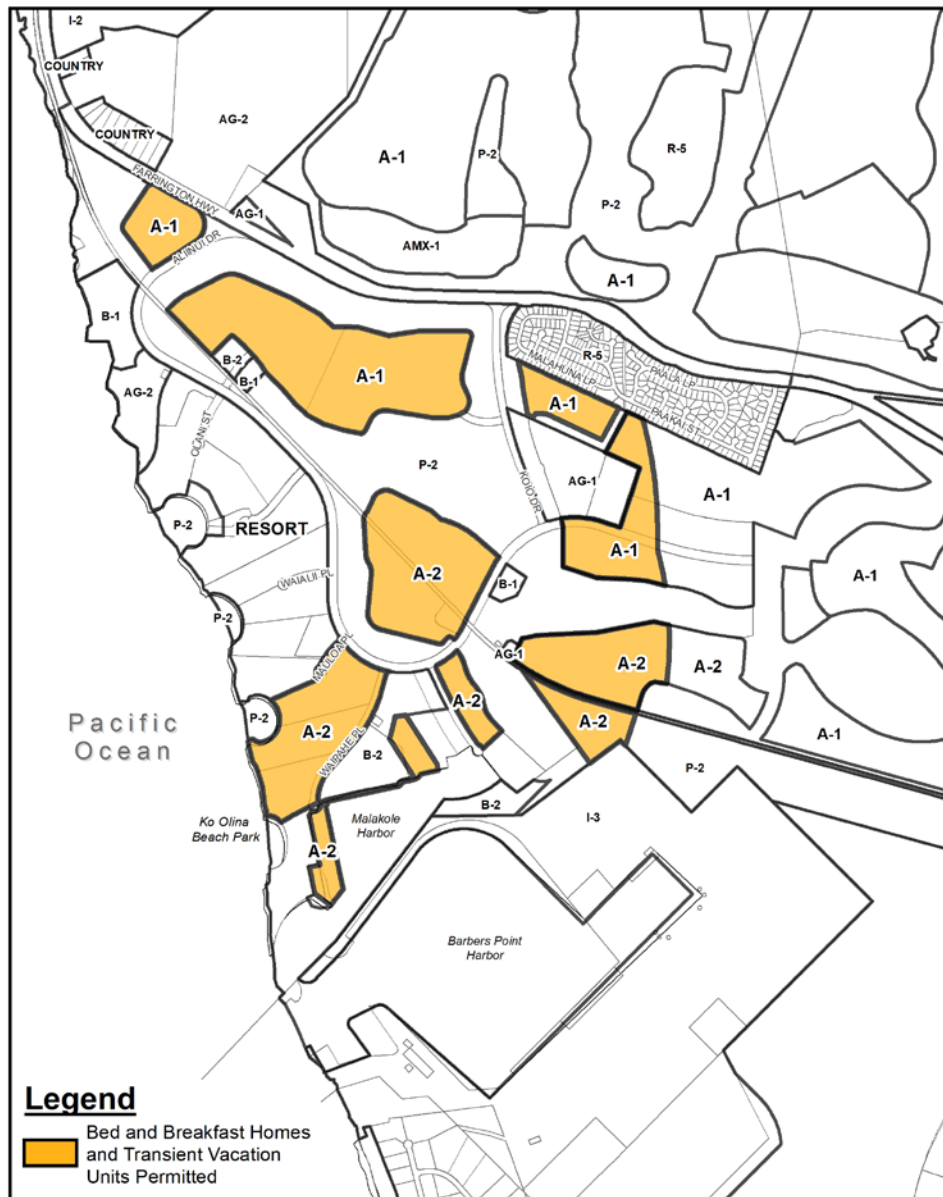 I-2
COUNTRY
COUNTRY
AG-2
A-1
P-2
R-5
P-2
FARRINGTON HWY
AG-1
A-1
ALIINUI DR
AMX-1
A-1
B-1
B-2
B-1
A-1
R-5
MALAHUNA LP
PAALA LP
PAAKAI ST
A-1
AG-2
OLANI ST
P-2
KOIO DR
AG-1
A-1
P-2
RESORT
A-1
A-1
WAIALII PL
A-2
B-1
P-2
MAULOA PL
AG-1
A-2
A-2
P-2
A-2
A-2
A-2
A-1
Pacific
Ocean
WAIPAHE PL
B-2
P-2
B-2
I-3
Ko Olina
Beach Park
Malakole
Harbor
A-2
Barbers Point
Harbor
Legend
Bed and Breakfast Homes
and Transient Vacation
Units Permitted